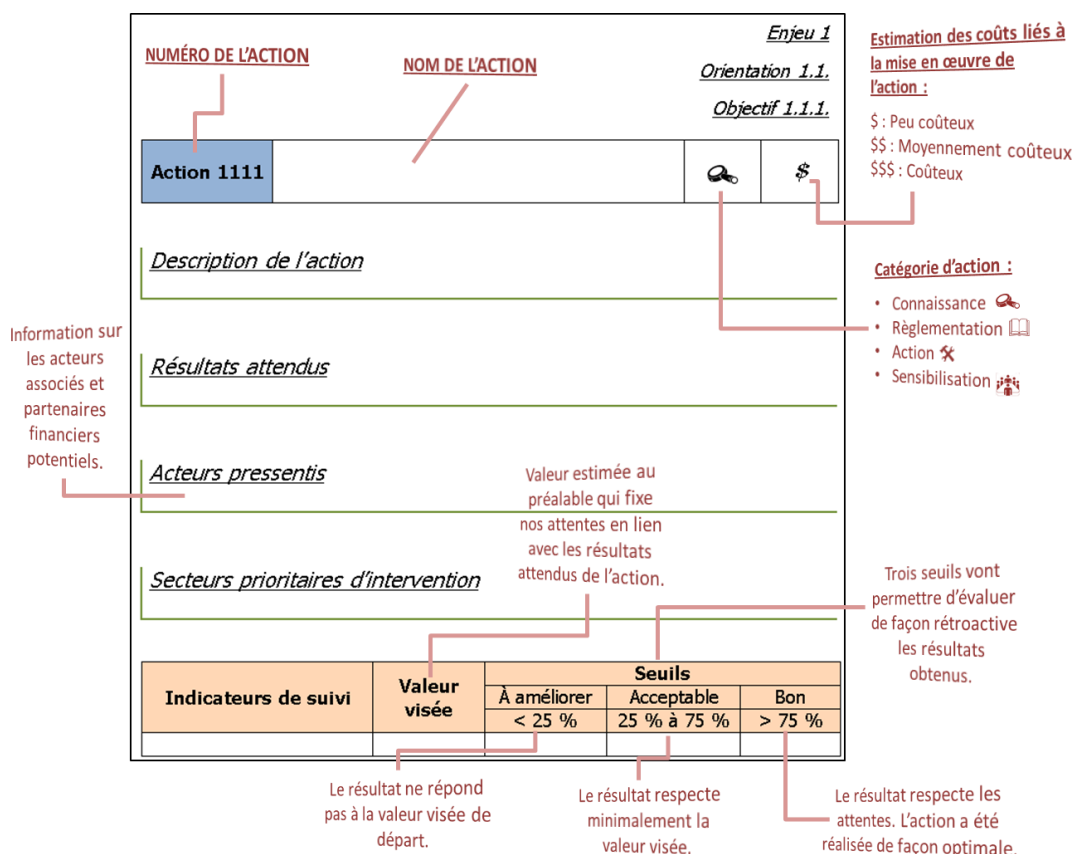 Enjeu 1
Orientation 1.1.
Objectif 1.1.1.
NUMÉRO DE L'ACTION
NOM DE L'ACTION
Estimation des coûts liés à
la mise en œuvre de
l'action :
$ : Peu coûteux
$$ : Moyennement coûteux
$$$ : Coûteux
Action 1111
$
Description de l'action
Catégorie d'action :
• Connaissance
• Règlementation
• Action
• Sensibilisation
Information sur
les acteurs
associés et
partenaires
financiers
potentiels.
Résultats attendus
Acteurs pressentis
Valeur estimée au
préalable qui fixe
nos attentes en lien
avec les résultats
attendus de l'action.
Secteurs prioritaires d'intervention
Trois seuils vont
permettre d'évaluer
de façon rétroactive
les résultats
obtenus.
Indicateurs de suivi
Valeur
visée
Seuils
À améliorer
Acceptable
Bon
< 25 %
25 % à 75 %
> 75 %
Le résultat ne répond
pas à la valeur visée de
départ.
Le résultat respecte
minimalement la
valeur visée.
Le résultat respecte les
attentes. L'action a été
réalisée de façon optimale.